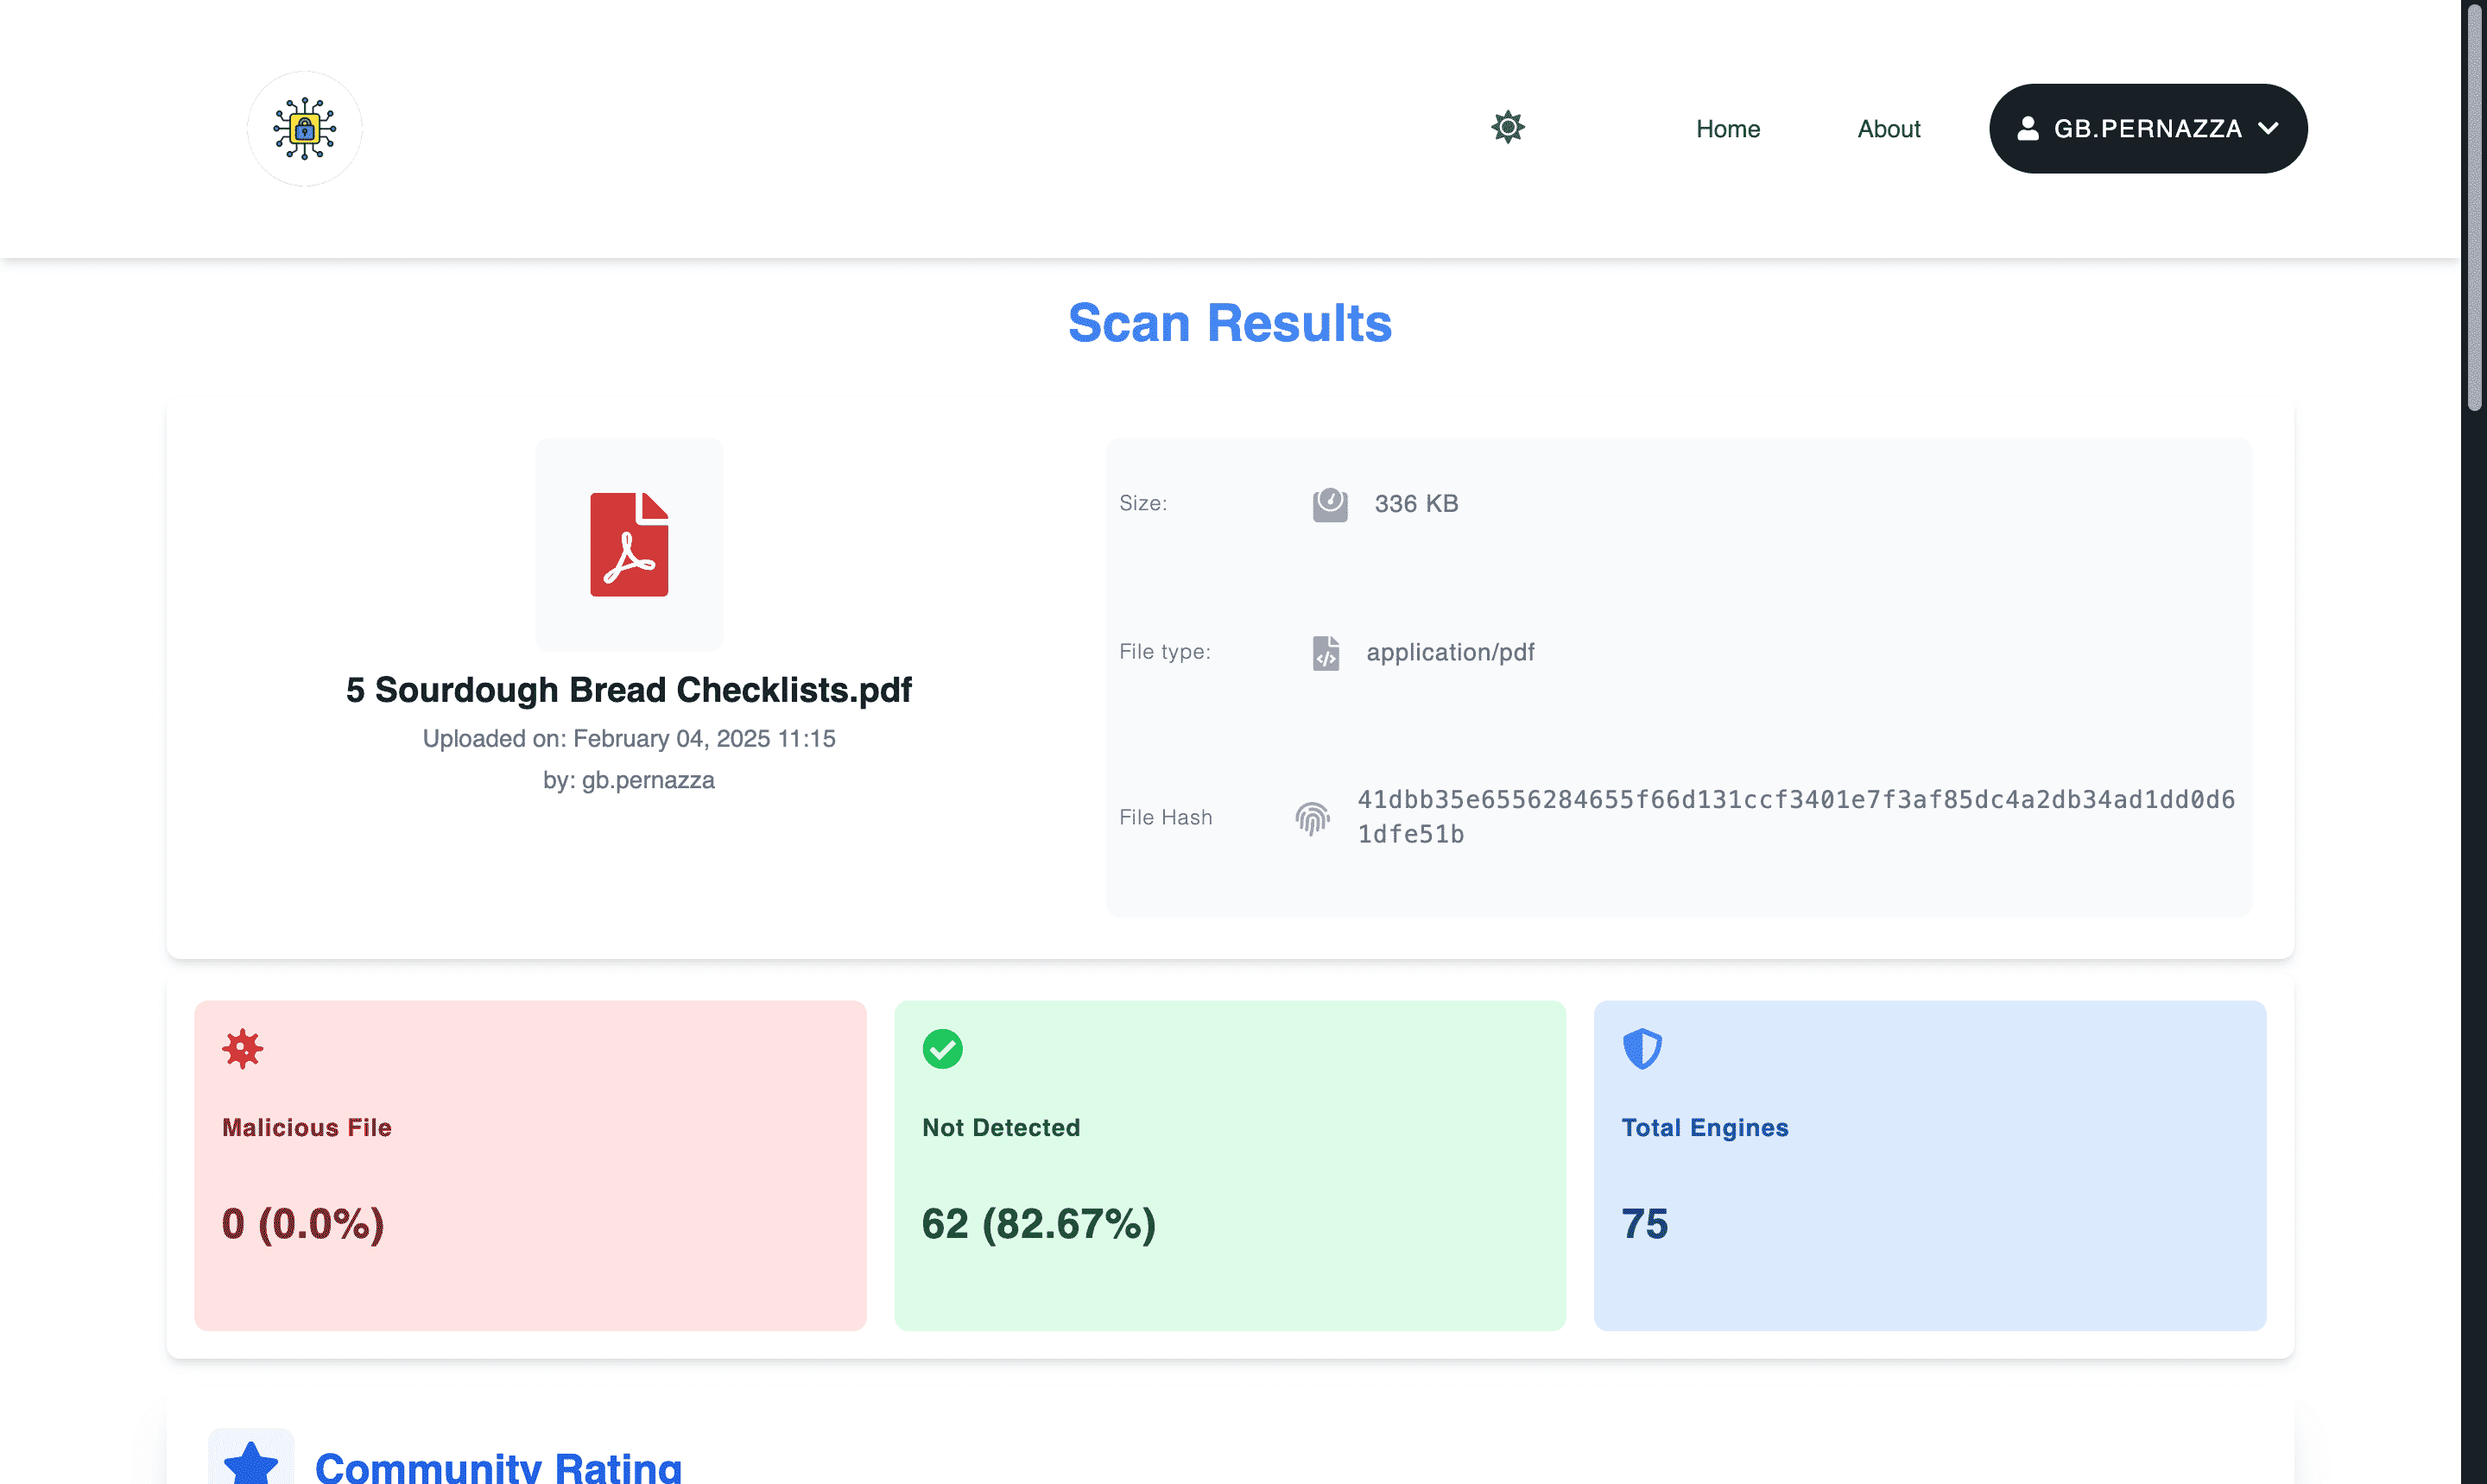 Home
About
GB.PERNAZZA
Scan Results
5 Sourdough Bread Checklists.pdf
Uploaded on: February 04, 2025 11:15
by: gb.pernazza
Size:
336 KB
File type:
application/pdf
File Hash
41dbb35e6556284655f66d131ccf3401e7f3af85dc4a2db34ad1dd0d6
1dfe51b
Malicious File
0 (0.0%)
Not Detected
62 (82.67%)
Total Engines
75
Community Rating